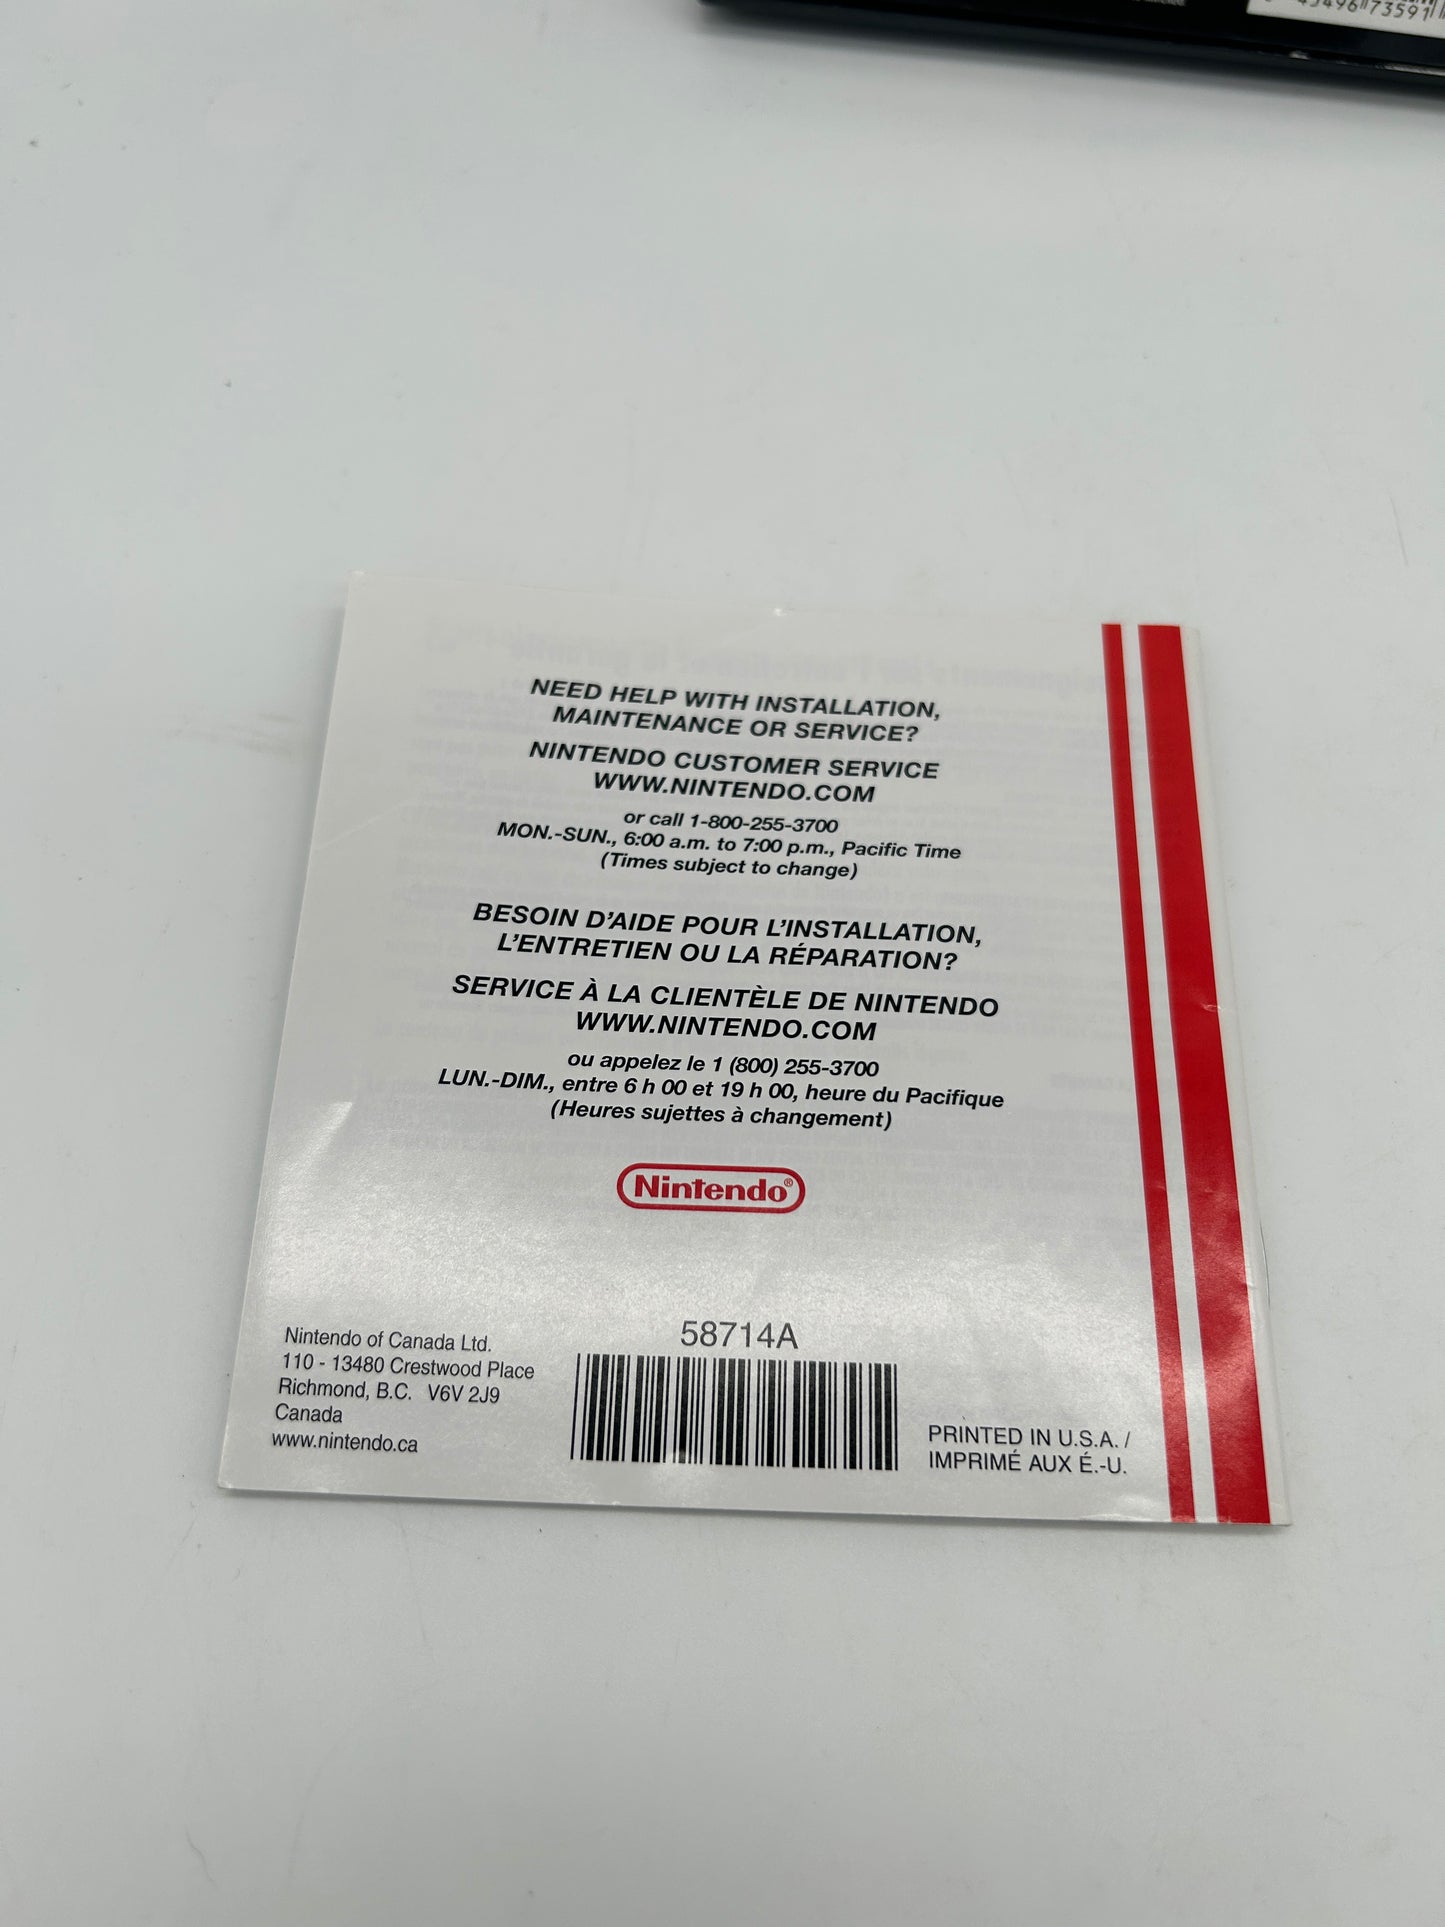 NEED HELP WITH INSTALLATION,
MAINTENANCE OR SERVICE?
NINTENDO CUSTOMER SERVICE
WWW.NINTENDO.COM
or call 1-800-255-3700
MON.-SUN., 6:00 a.m. to 7:00 p.m., Pacific Time
(Times subject to change)
BESOIN D'AIDE POUR L'INSTALLATION,
L'ENTRETIEN OU LA RÉPARATION?
SERVICE À LA CLIENTÈLE DE NINTENDO
WWW.NINTENDO.COM
ou appelez le 1 (800) 255-3700
LUN.-DIM., entre 6 h 00 et 19 h 00, heure du Pacifique
(Heures sujettes à changement)
Nintendo®
58714A
Nintendo of Canada Ltd.
110 - 13480 Crestwood Place
Richmond, B.C. V6V 2J9
Canada
www.nintendo.ca
PRINTED IN U.S.A. /
IMPRIMÉ AUX É.-U.